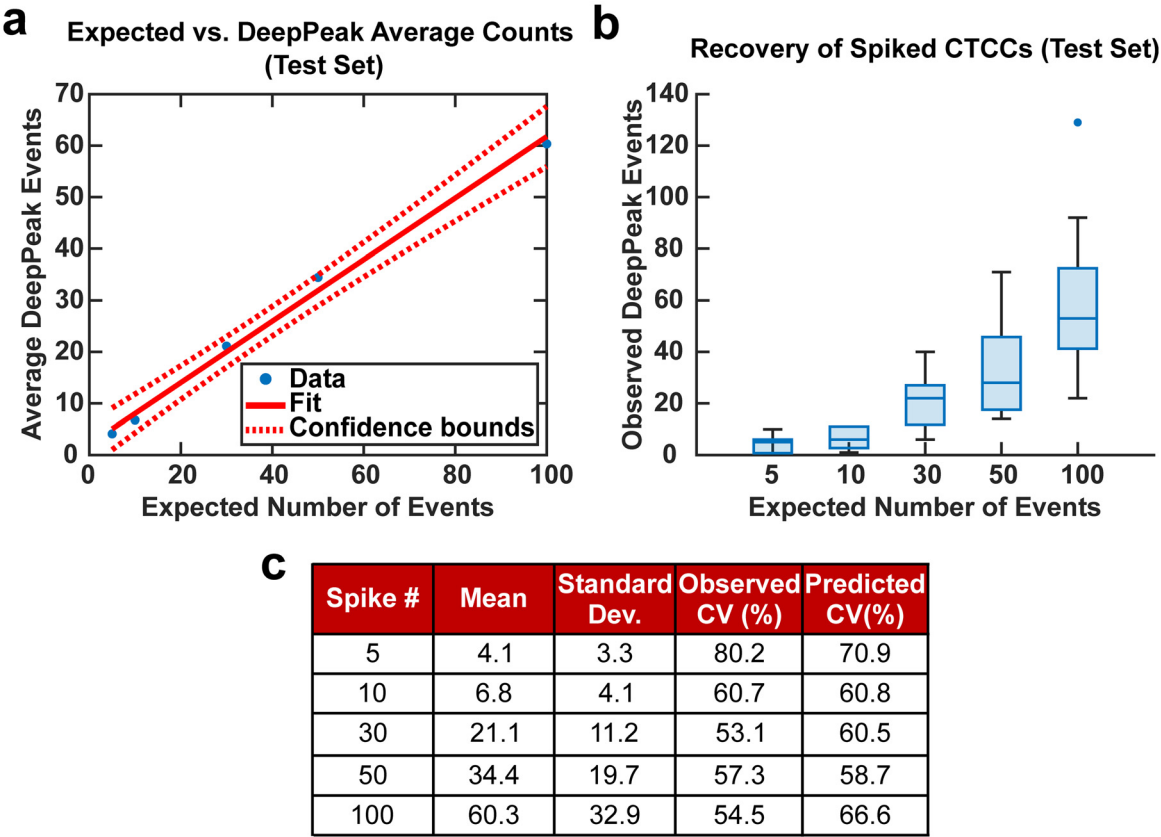 a
Expected vs. DeepPeak Average Counts
(Test Set)
Average DeepPeak Events
70
60
50
40
30
20
10
0
0 20 40 60 80 100
Expected Number of Events
Data
Fit
Confidence bounds
b
Recovery of Spiked CTCCs (Test Set)
Observed DeepPeak Events
140
120
100
80
60
40
20
0
5 10 30 50 100
Expected Number of Events
c
Spike # Mean Standard Dev. Observed CV (%) Predicted CV(%)
5 4.1 3.3 80.2 70.9
10 6.8 4.1 60.7 60.8
30 21.1 11.2 53.1 60.5
50 34.4 19.7 57.3 58.7
100 60.3 32.9 54.5 66.6